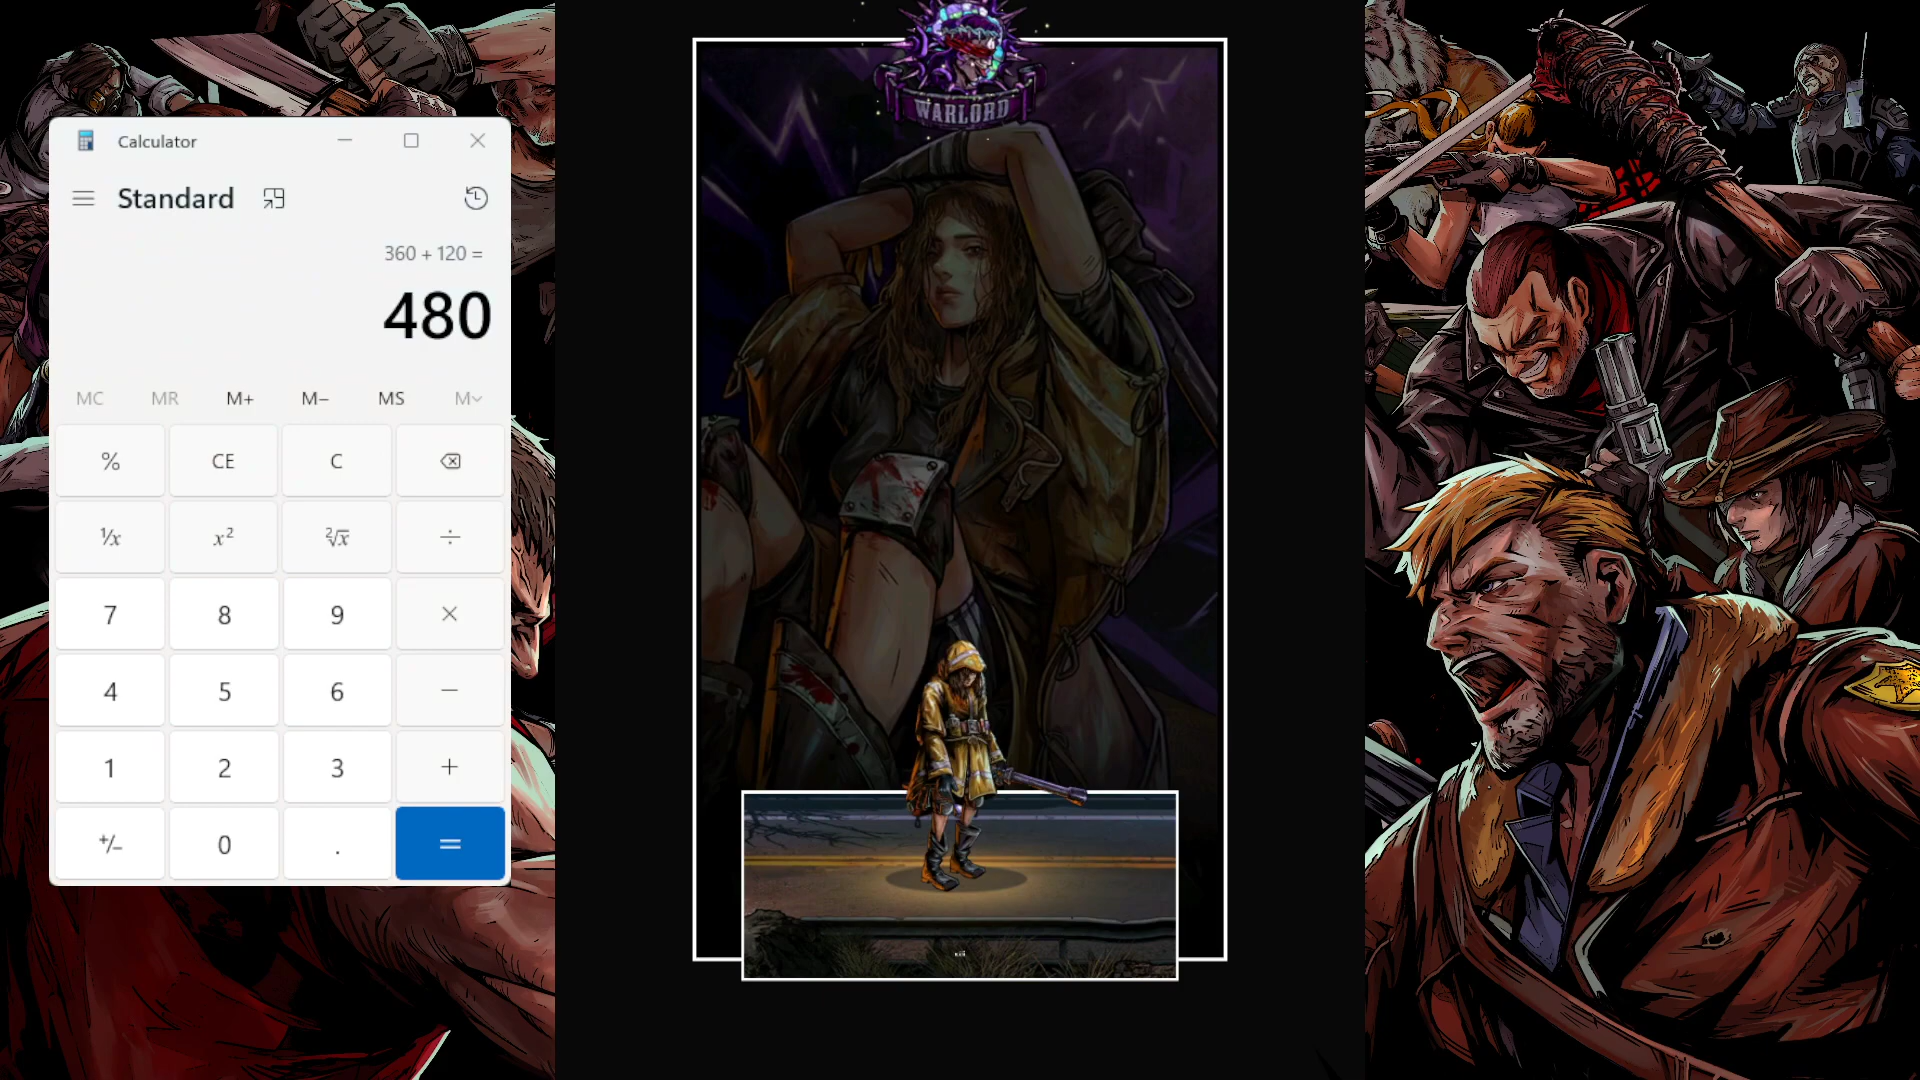 Calculator
Standard
360 + 120 =
480
MC MR M+ M− MS M
% CE C
¹/x x² ²√x ÷
7 8 9 ×
4 5 6 −
1 2 3 +
+/− 0 . =
WARLORD